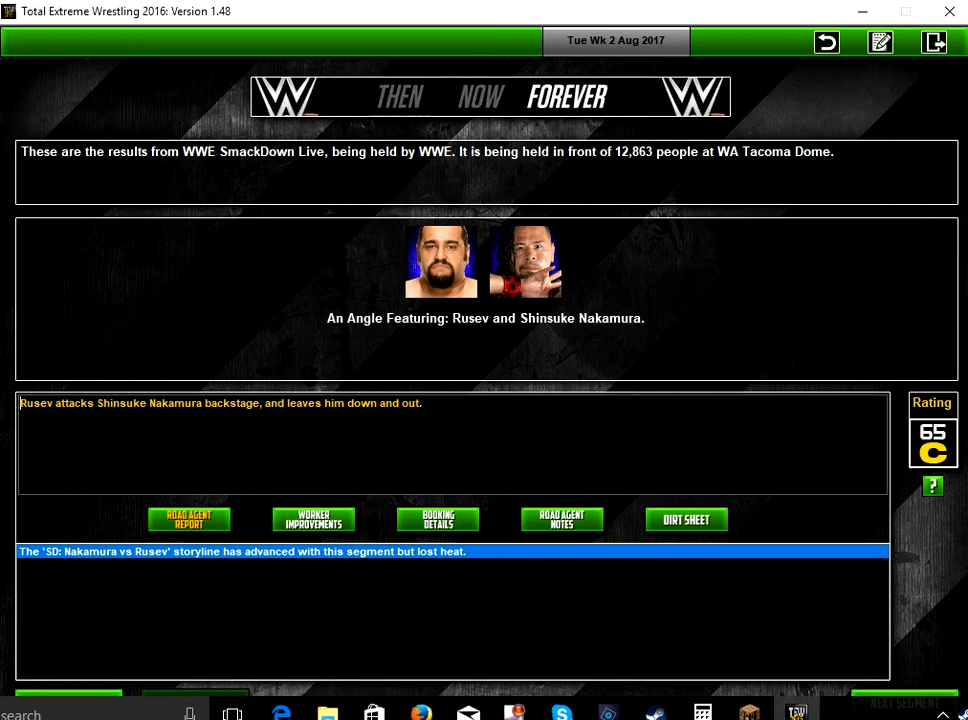 Total Extreme Wrestling 2016: Version 1.48
Tue Wk 2 Aug 2017
THEN NOW FOREVER
These are the results from WWE SmackDown Live, being held by WWE. It is being held in front of 12,863 people at WA Tacoma Dome.
An Angle Featuring: Rusev and Shinsuke Nakamura.
Rusev attacks Shinsuke Nakamura backstage, and leaves him down and out.
Rating
65
C
?
ROAD AGENT REPORT
WORKER IMPROVEMENTS
BOOKING DETAILS
ROAD AGENT NOTES
DIRT SHEET
The 'SD: Nakamura vs Rusev' storyline has advanced with this segment but lost heat.
NEXT SEGMENT
search
TEW